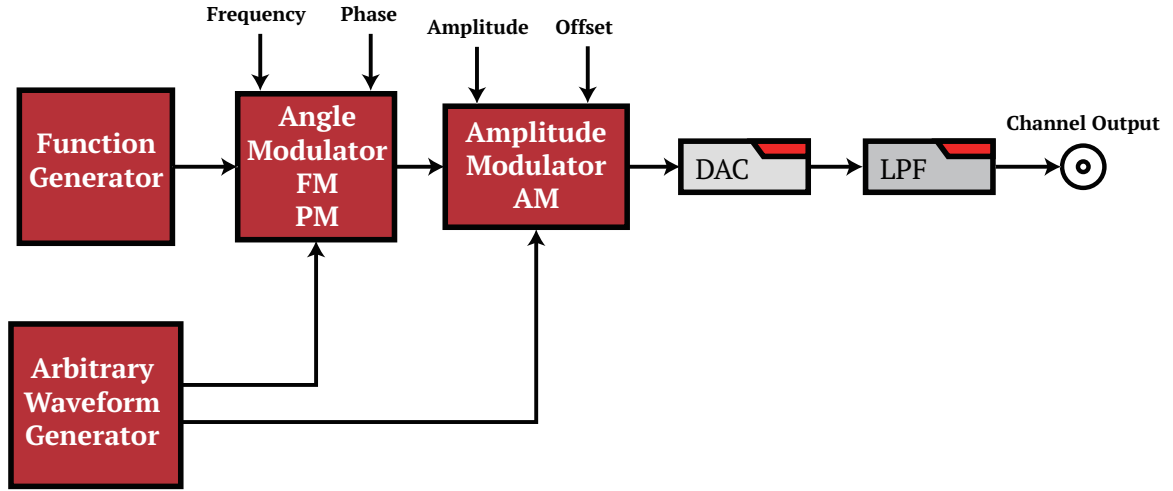 Frequency
Phase
Amplitude
Offset
Function
Generator
Angle
Modulator
FM
PM
Amplitude
Modulator
AM
DAC
LPF
Channel Output
Arbitrary
Waveform
Generator